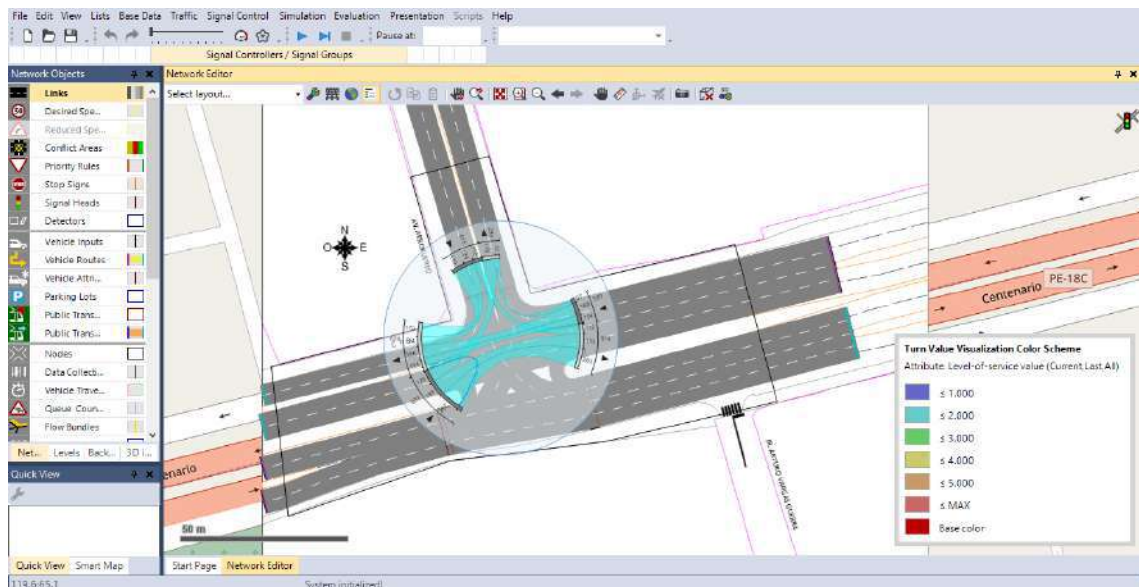 File Edit View Lists Base Data Traffic Signal Control Simulation Evaluation Presentation Scripts Help
Pause at:
Signal Controllers / Signal Groups
Network Objects
Network Editor
Links
Select layout...
Desired Spe...
Reduced Spe...
Conflict Areas
Priority Rules
Stop Signs
Signal Heads
Detectors
Vehicle Inputs
Vehicle Routes
Vehicle Attri...
Parking Lots
Public Trans...
Public Trans...
Nodes
Data Collecti...
Vehicle Trave...
Queue Coun...
Flow Bundles
Net... Levels Back... 3D I...
Quick View
Quick View Smart Map
N
O E
S
PE-18C
Centenario
enario
50 m
Turn Value Visualization Color Scheme
Attribute: Level-of-service value (Current,Last,All)
≤ 1.000
≤ 2.000
≤ 3.000
≤ 4.000
≤ 5.000
≤ MAX
Base color
Start Page Network Editor
119.6:65.1
System initialized!